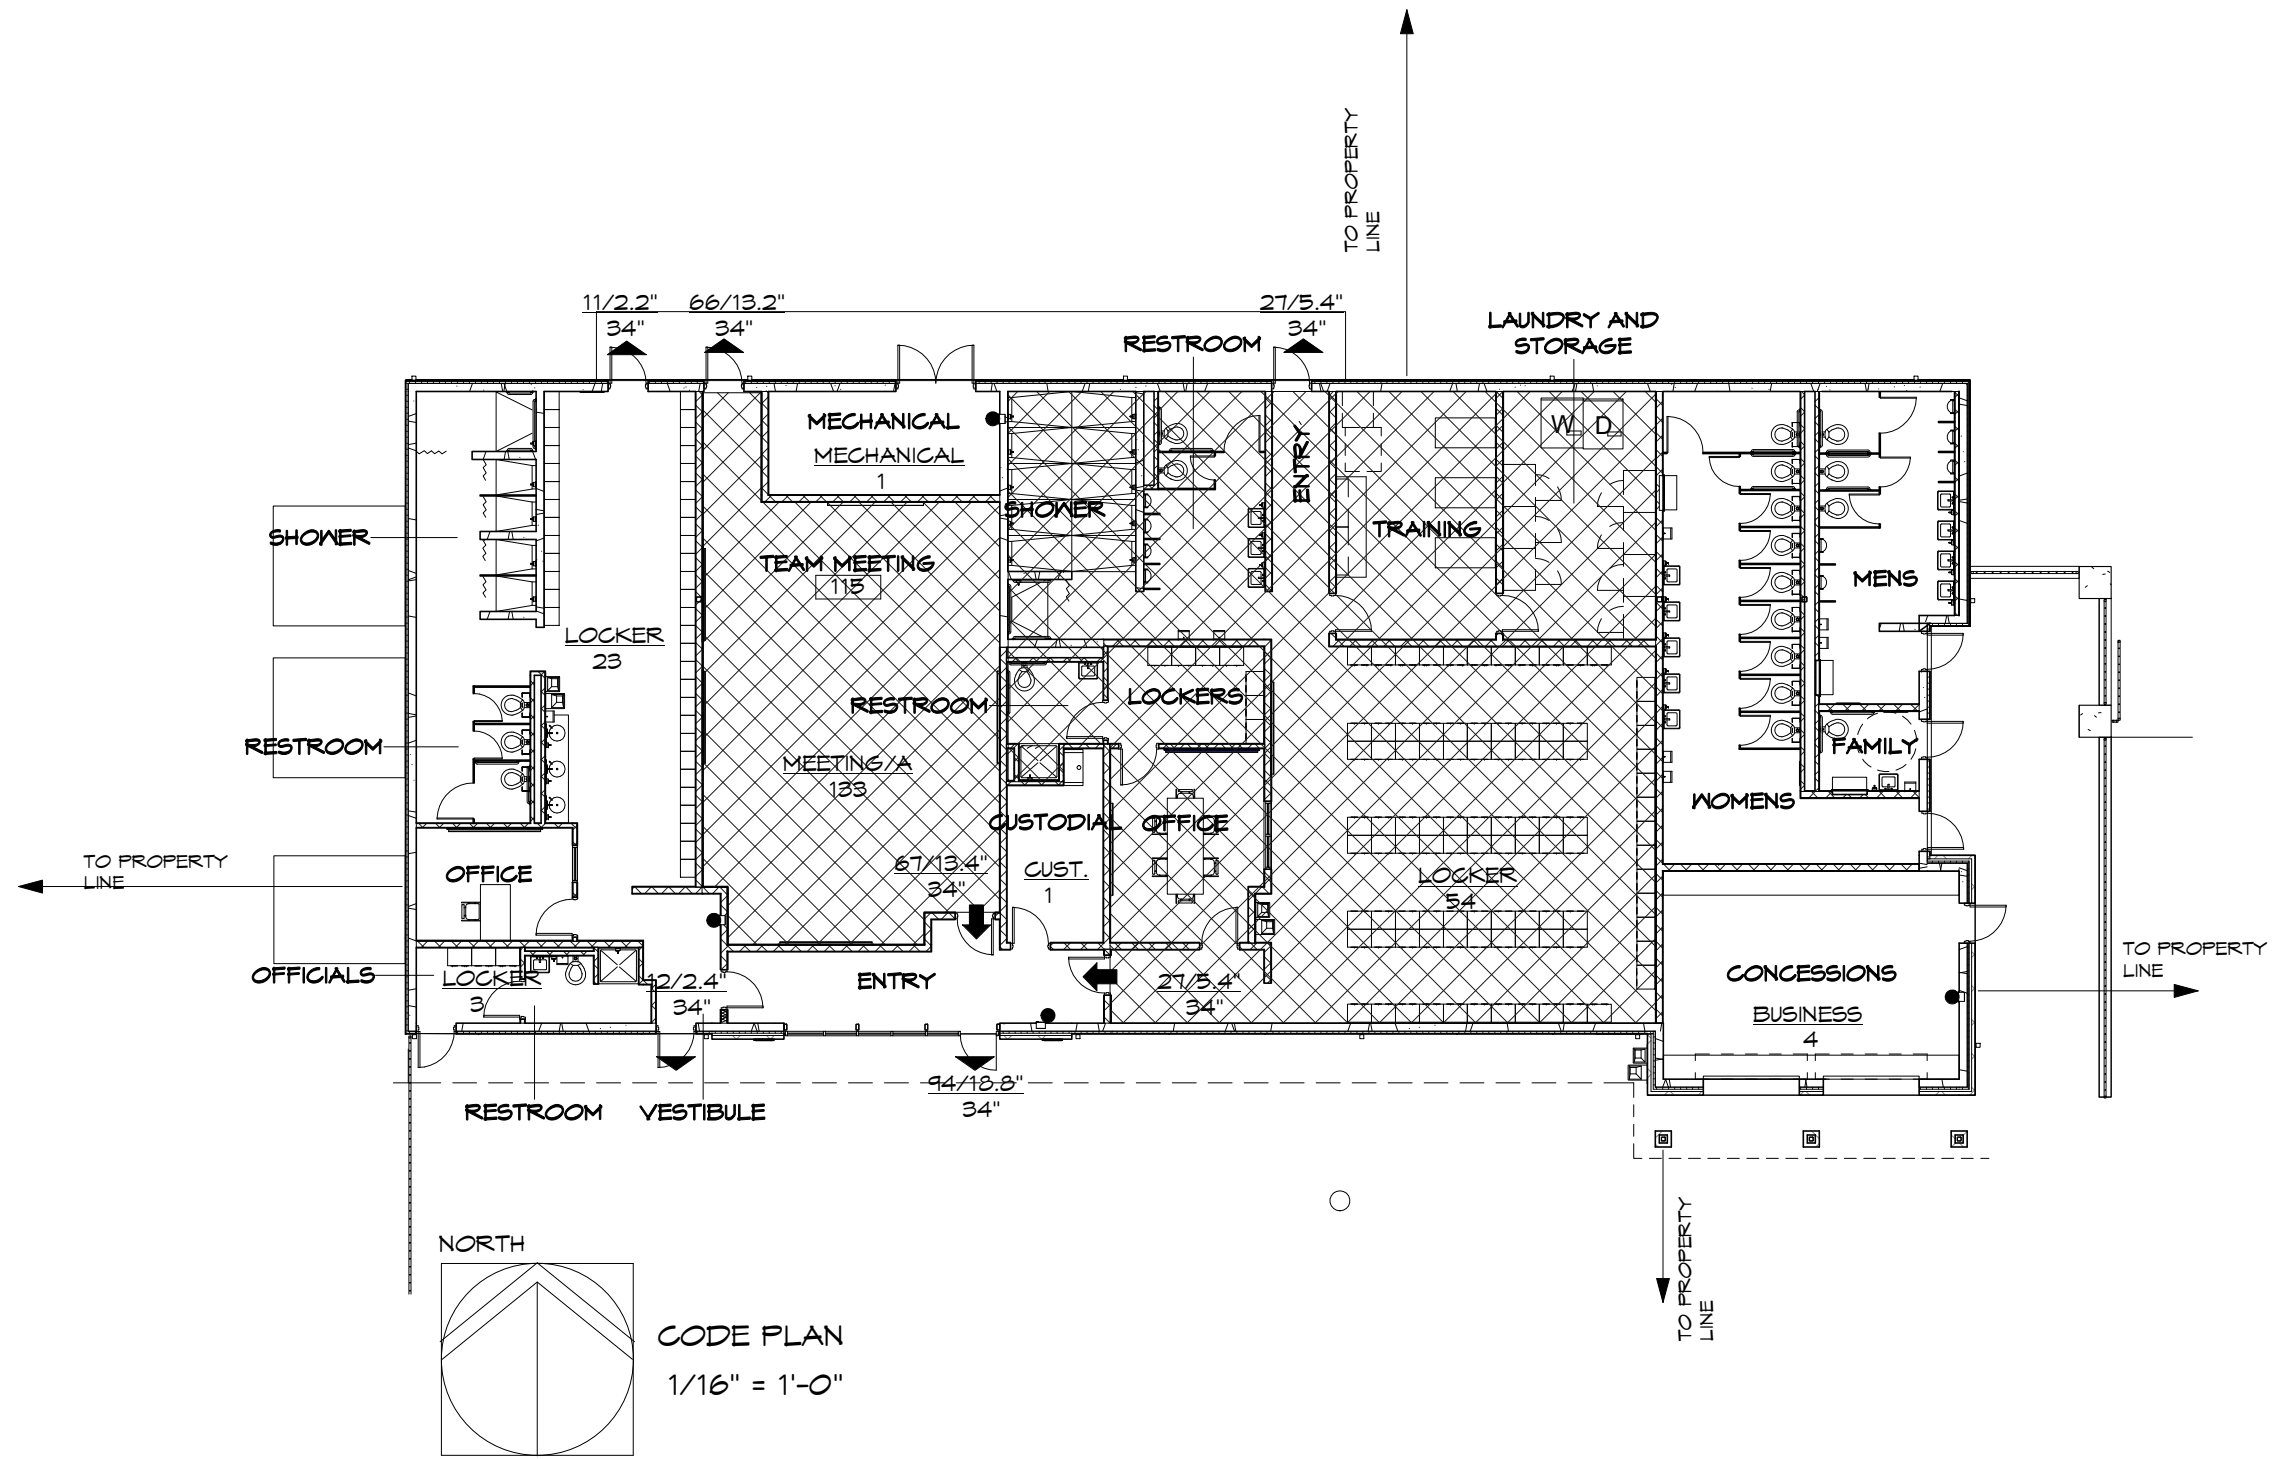 TO PROPERTY
LINE
11/2.2"
34"
66/13.2"
34"
27/5.4"
34"
RESTROOM
LAUNDRY AND
STORAGE
MECHANICAL
MECHANICAL
1
W
D
ENTRY
SHOWER
SHOWER
TRAINING
TEAM MEETING
115
MENS
LOCKER
23
RESTROOM
LOCKERS
RESTROOM
FAMILY
MEETING/A
133
WOMENS
CUSTODIAL
OFFICE
TO PROPERTY
LINE
OFFICE
67/13.4"
34"
CUST.
1
LOCKER
54
OFFICIALS
LOCKER
3
12/2.4"
34"
ENTRY
27/5.4"
34"
CONCESSIONS
BUSINESS
4
TO PROPERTY
LINE
94/18.8"
34"
RESTROOM
VESTIBULE
TO PROPERTY
LINE
NORTH
CODE PLAN
1/16" = 1'-0"